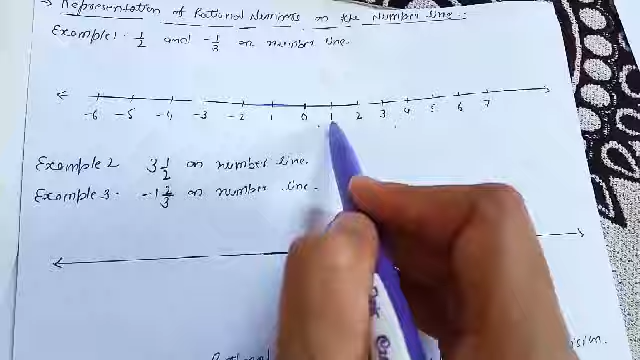 Representation of Rational Numbers on the Number line:
Example 1. 1/2 and -1/2 on number line.
-6 -5 -4 -3 -2 1 0 1 2 3 4 5 6 7
Example 2 3 1/2 on number line.
Example 3. -1 2/3 on number line.